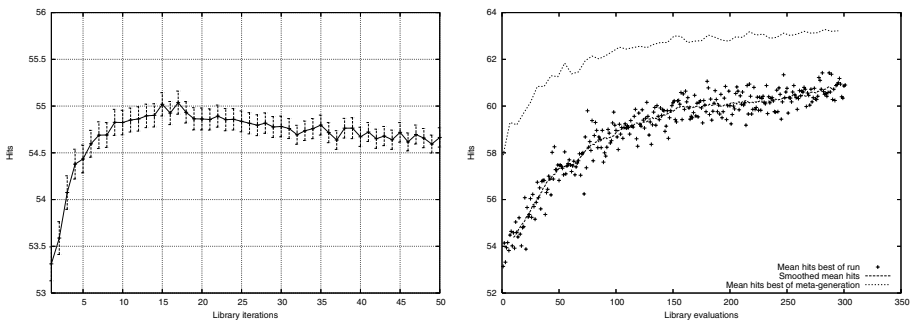 56
55.5
55
54.5
54
53.5
53
Hits
5 10 15 20 25 30 35 40 45 50
Library iterations
64
62
60
58
56
54
52
Hits
Mean hits best of run
Smoothed mean hits
Mean hits best of meta-generation
0 50 100 150 200 250 300 350
Library evaluations